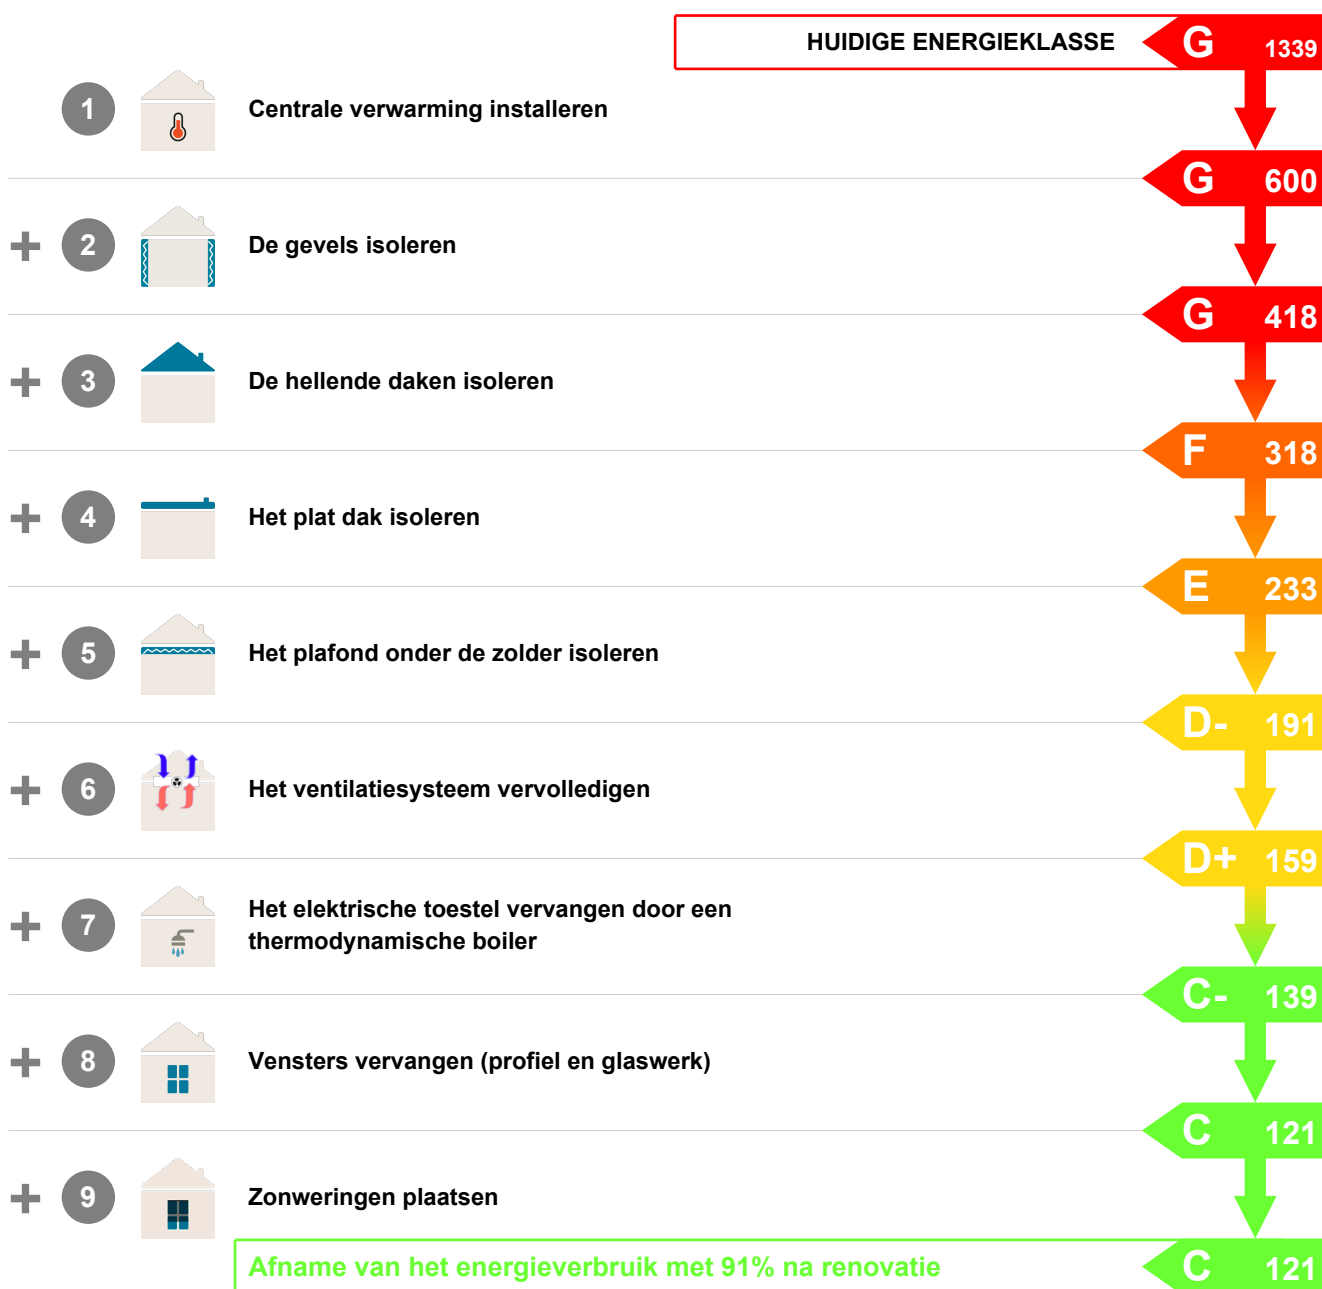 HUIDIGE ENERGIEKLASSE G 1339
1 Centrale verwarming installeren
G 600
+ 2 De gevels isoleren
G 418
+ 3 De hellende daken isoleren
F 318
+ 4 Het plat dak isoleren
E 233
+ 5 Het plafond onder de zolder isoleren
D- 191
+ 6 Het ventilatiesysteem vervolledigen
D+ 159
+ 7 Het elektrische toestel vervangen door een
thermodynamische boiler
C- 139
+ 8 Vensters vervangen (profiel en glaswerk)
C 121
+ 9 Zonweringen plaatsen
Afname van het energieverbruik met 91% na renovatie C 121